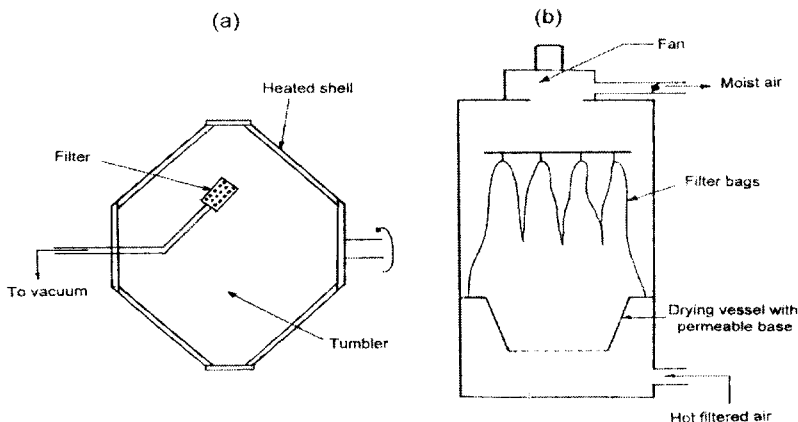 (a)
Heated shell
Filter
To vacuum
Tumbler
(b)
Fan
Moist air
Filter bags
Drying vessel with
permeable base
Hot filtered air